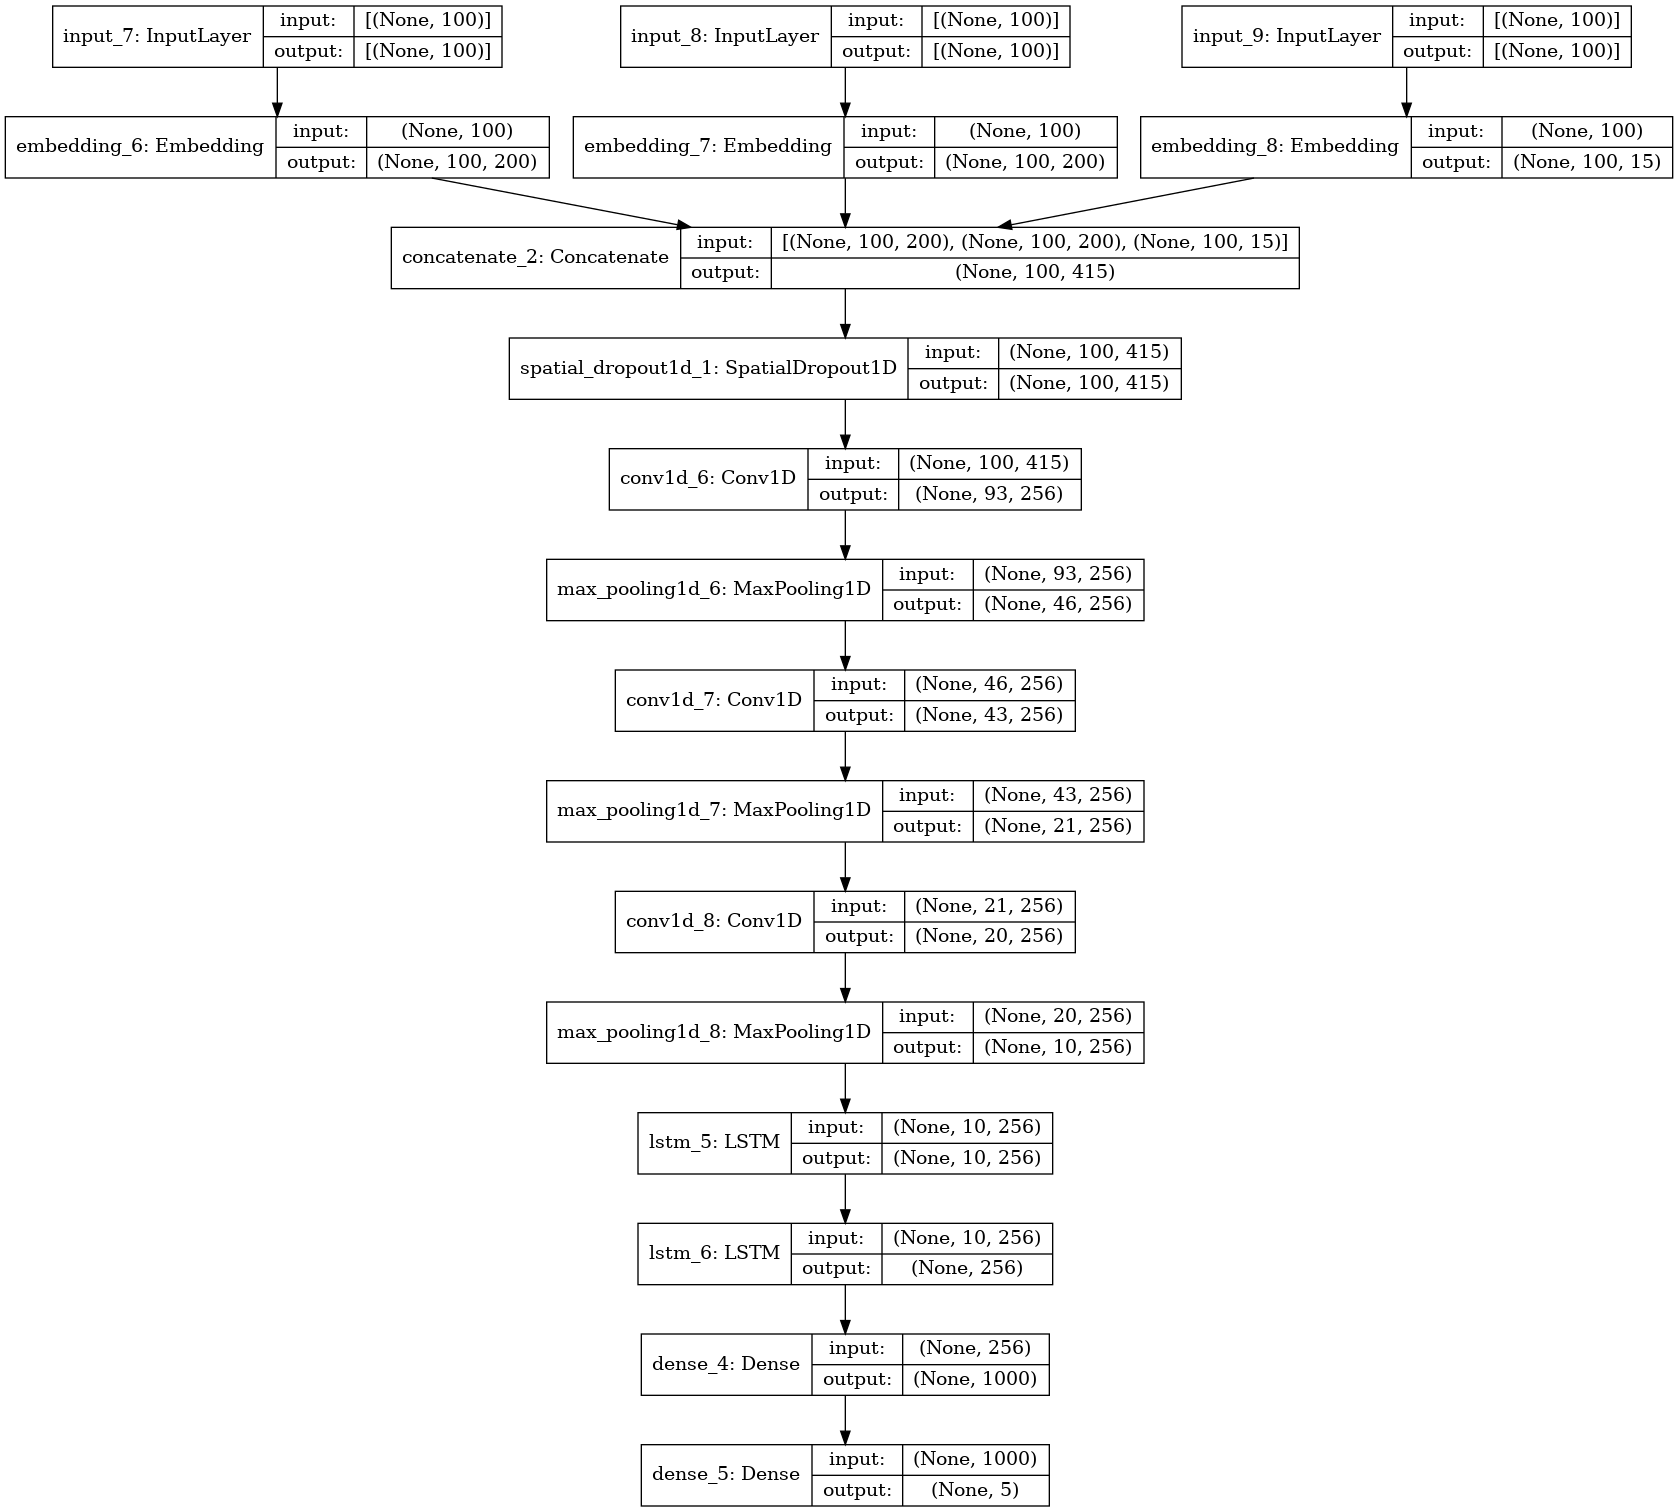 input_7: InputLayer
input:
[(None, 100)]
output:
[(None, 100)]
input_8: InputLayer
input:
[(None, 100)]
output:
[(None, 100)]
input_9: InputLayer
input:
[(None, 100)]
output:
[(None, 100)]
embedding_6: Embedding
input:
(None, 100)
output:
(None, 100, 200)
embedding_7: Embedding
input:
(None, 100)
output:
(None, 100, 200)
embedding_8: Embedding
input:
(None, 100)
output:
(None, 100, 15)
concatenate_2: Concatenate
input:
[(None, 100, 200), (None, 100, 200), (None, 100, 15)]
output:
(None, 100, 415)
spatial_dropout1d_1: SpatialDropout1D
input:
(None, 100, 415)
output:
(None, 100, 415)
conv1d_6: Conv1D
input:
(None, 100, 415)
output:
(None, 93, 256)
max_pooling1d_6: MaxPooling1D
input:
(None, 93, 256)
output:
(None, 46, 256)
conv1d_7: Conv1D
input:
(None, 46, 256)
output:
(None, 43, 256)
max_pooling1d_7: MaxPooling1D
input:
(None, 43, 256)
output:
(None, 21, 256)
conv1d_8: Conv1D
input:
(None, 21, 256)
output:
(None, 20, 256)
max_pooling1d_8: MaxPooling1D
input:
(None, 20, 256)
output:
(None, 10, 256)
lstm_5: LSTM
input:
(None, 10, 256)
output:
(None, 10, 256)
lstm_6: LSTM
input:
(None, 10, 256)
output:
(None, 256)
dense_4: Dense
input:
(None, 256)
output:
(None, 1000)
dense_5: Dense
input:
(None, 1000)
output:
(None, 5)